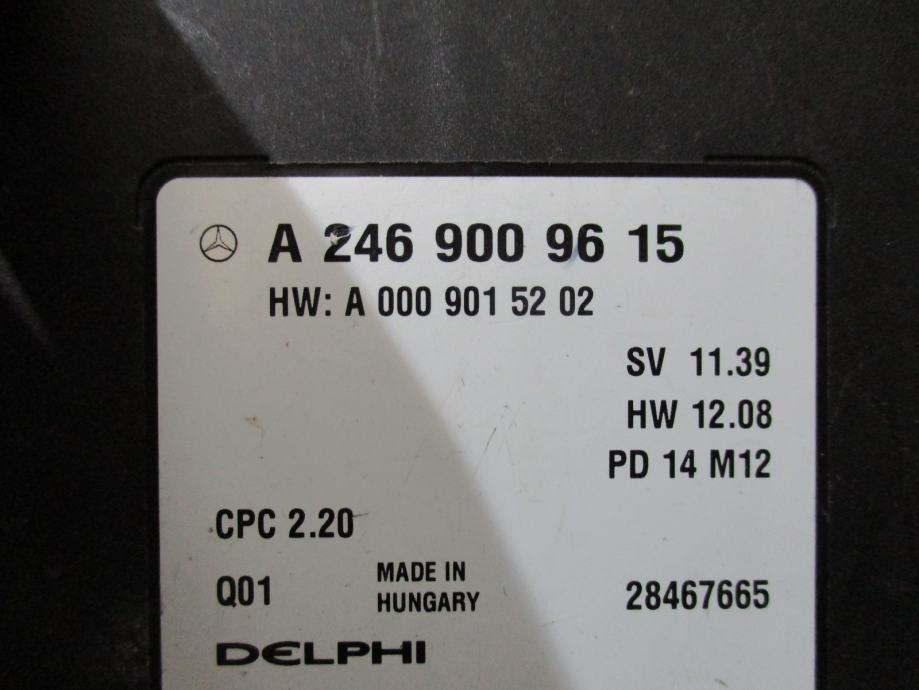 A 246 900 96 15
HW: A 000 901 52 02
SV 11.39
HW 12.08
PD 14 M12
CPC 2.20
Q01
MADE IN
HUNGARY
28467665
DELPHI